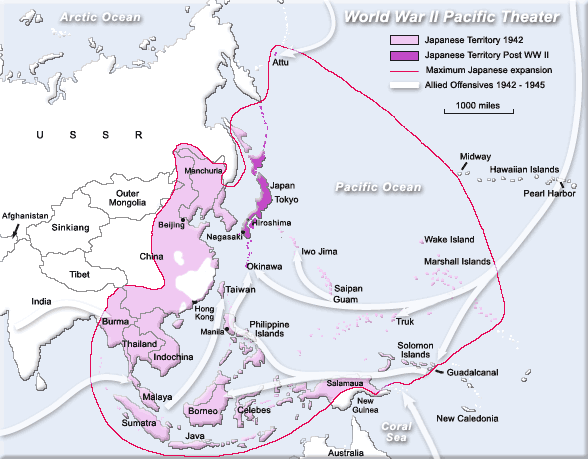 Arctic Ocean
World War II Pacific Theater
Japanese Territory 1942
Japanese Territory Post WW II
Maximum Japanese expansion
Allied Offensives 1942 - 1945
1000 miles
Attu
U S S R
Midway
Hawaiian Islands
Pearl Harbor
Manchuria
Outer
Mongolia
Japan
Tokyo
Pacific Ocean
Afghanistan
Sinkiang
Beijing
Hiroshima
Nagasaki
Wake Island
China
Iwo Jima
Marshall Islands
Tibet
Okinawa
Saipan
Guam
India
Taiwan
Hong
Kong
Burma
Manila
Philippine
Islands
Truk
Thailand
Indochina
Solomon
Islands
Guadalcanal
Malaya
Salamaua
Borneo
Celebes
New
Guinea
Sumatra
Java
Coral
Sea
New Caledonia
Australia